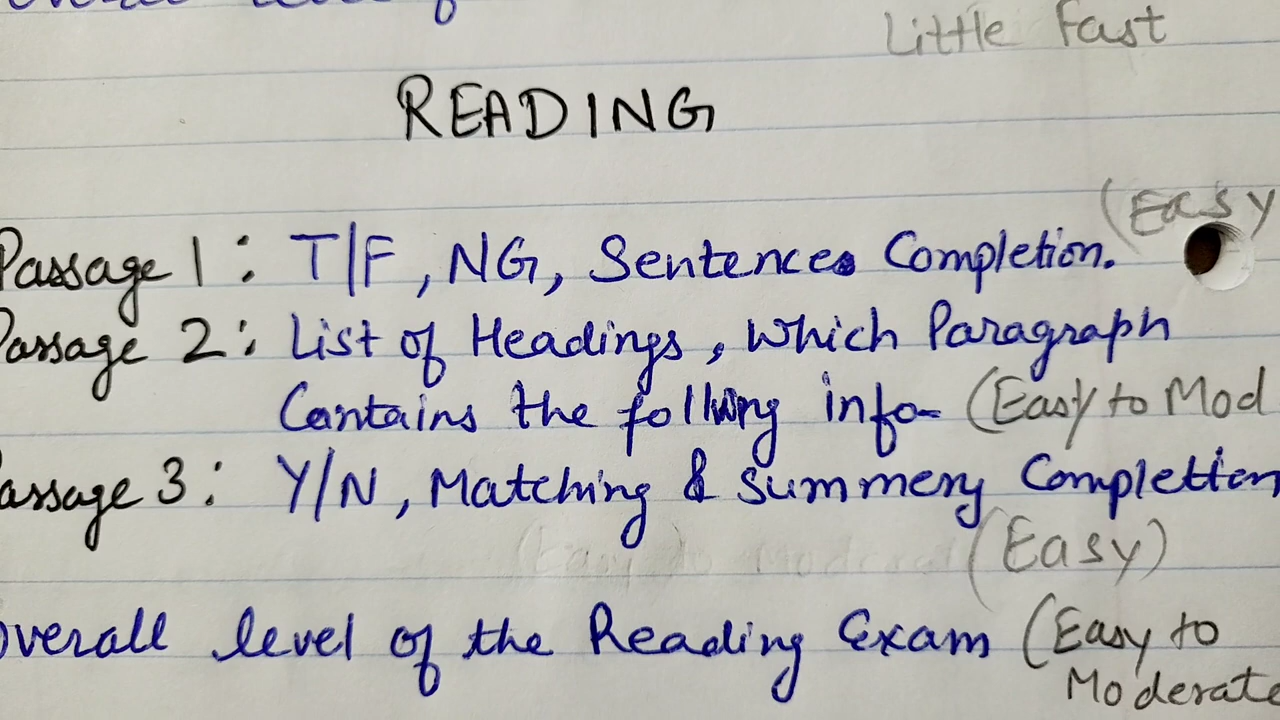 Little Fast
READING
(Easy
Passage 1: T/F, NG, Sentences Completion.
Passage 2: List of Headings, Which Paragraph
Contains the follwing info- (Easy to Mod
Passage 3: Y/N, Matching & Summery Completion
(Easy)
Overall level of the Reading Exam (Easy to
Moderate